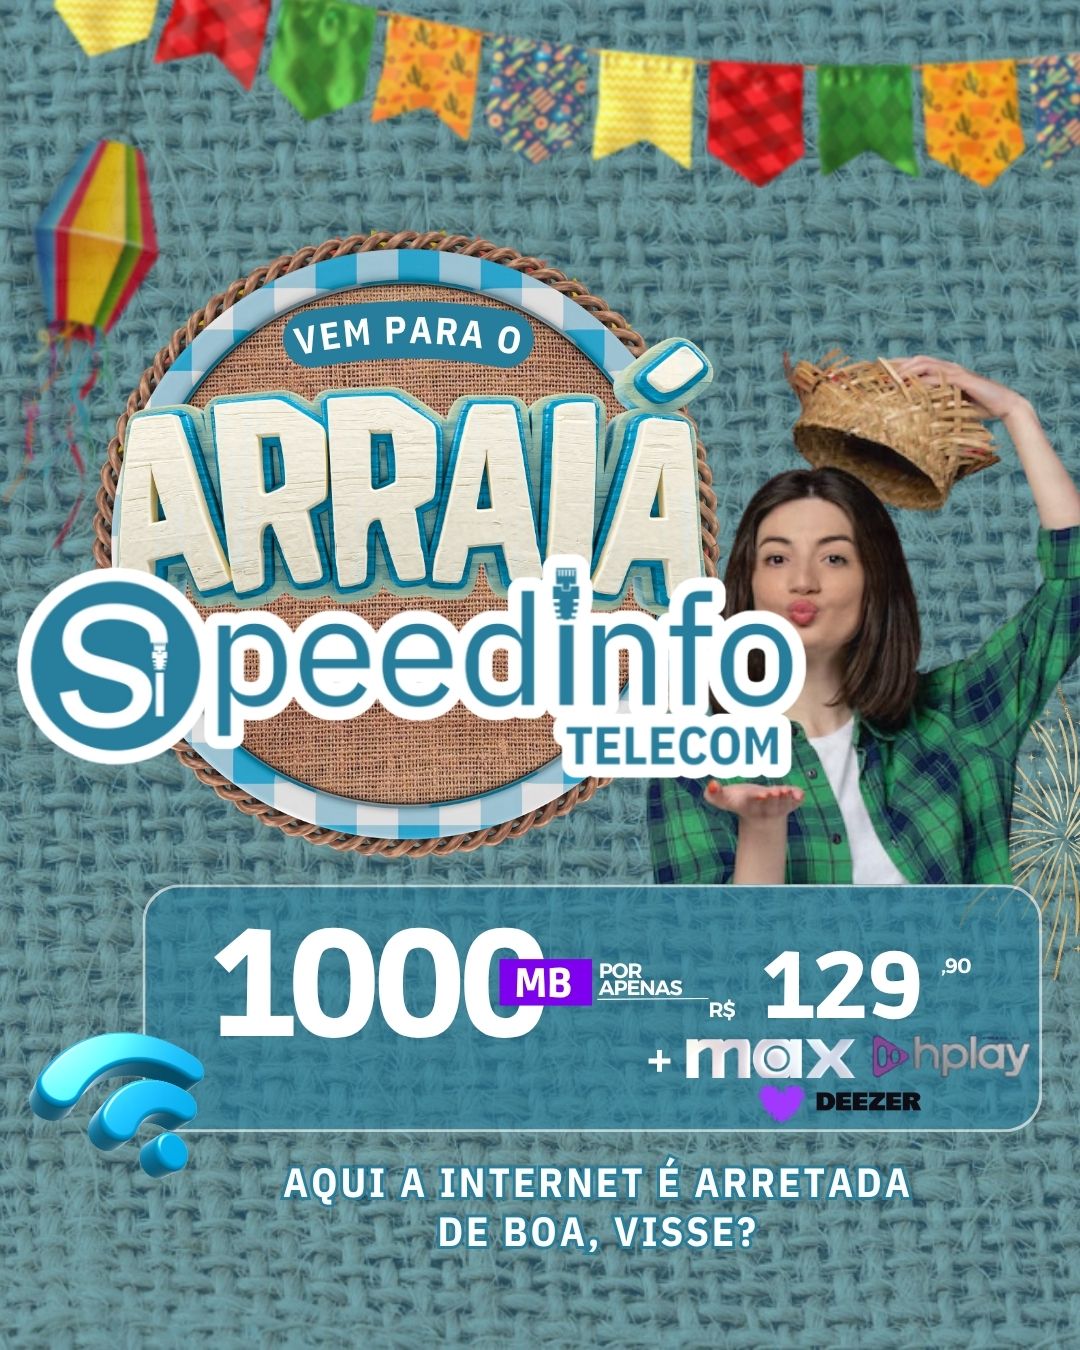 VEM PARA O
ARRAIÁ
S
Speedinfo
TELECOM
1000
MB
POR
APENAS
R$ 129,90
+ max hplay
DEEZER
AQUI A INTERNET É ARRETADA
DE BOA, VISSE?